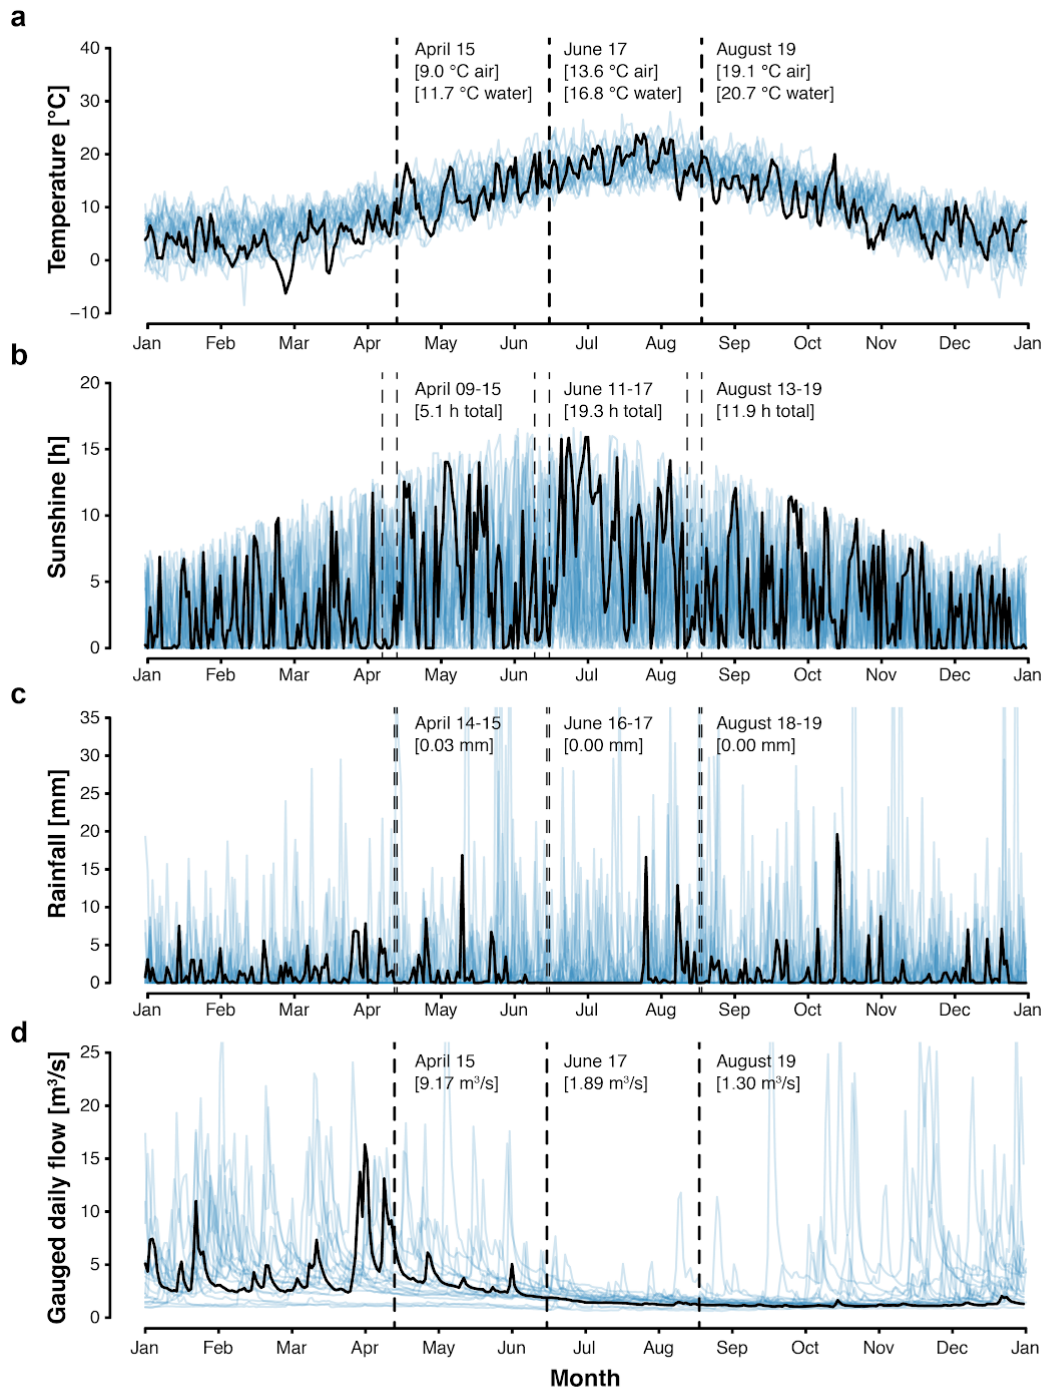 a
Temperature [°C]
40
30
20
10
0
−10
April 15
[9.0 °C air]
[11.7 °C water]
June 17
[13.6 °C air]
[16.8 °C water]
August 19
[19.1 °C air]
[20.7 °C water]
Jan Feb Mar Apr May Jun Jul Aug Sep Oct Nov Dec Jan
b
Sunshine [h]
20
15
10
5
0
April 09-15
[5.1 h total]
June 11-17
[19.3 h total]
August 13-19
[11.9 h total]
Jan Feb Mar Apr May Jun Jul Aug Sep Oct Nov Dec Jan
c
Rainfall [mm]
35
30
25
20
15
10
5
0
April 14-15
[0.03 mm]
June 16-17
[0.00 mm]
August 18-19
[0.00 mm]
Jan Feb Mar Apr May Jun Jul Aug Sep Oct Nov Dec Jan
d
Gauged daily flow [m³/s]
25
20
15
10
5
0
April 15
[9.17 m³/s]
June 17
[1.89 m³/s]
August 19
[1.30 m³/s]
Jan Feb Mar Apr May Jun Jul Aug Sep Oct Nov Dec Jan
Month